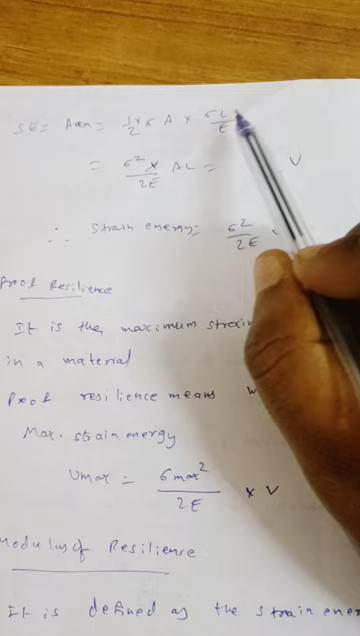 SE = Area = 1/2 × σ A × σL/E
= σ²/2E × AL = V
∴ Strain energy = σ²/2E
Proof Resilience
It is the maximum strain
in a material
Proof resilience means
Max. strain energy
Umax = σmax²/2E × V
Modulus of Resilience
It is defined as the strain ener